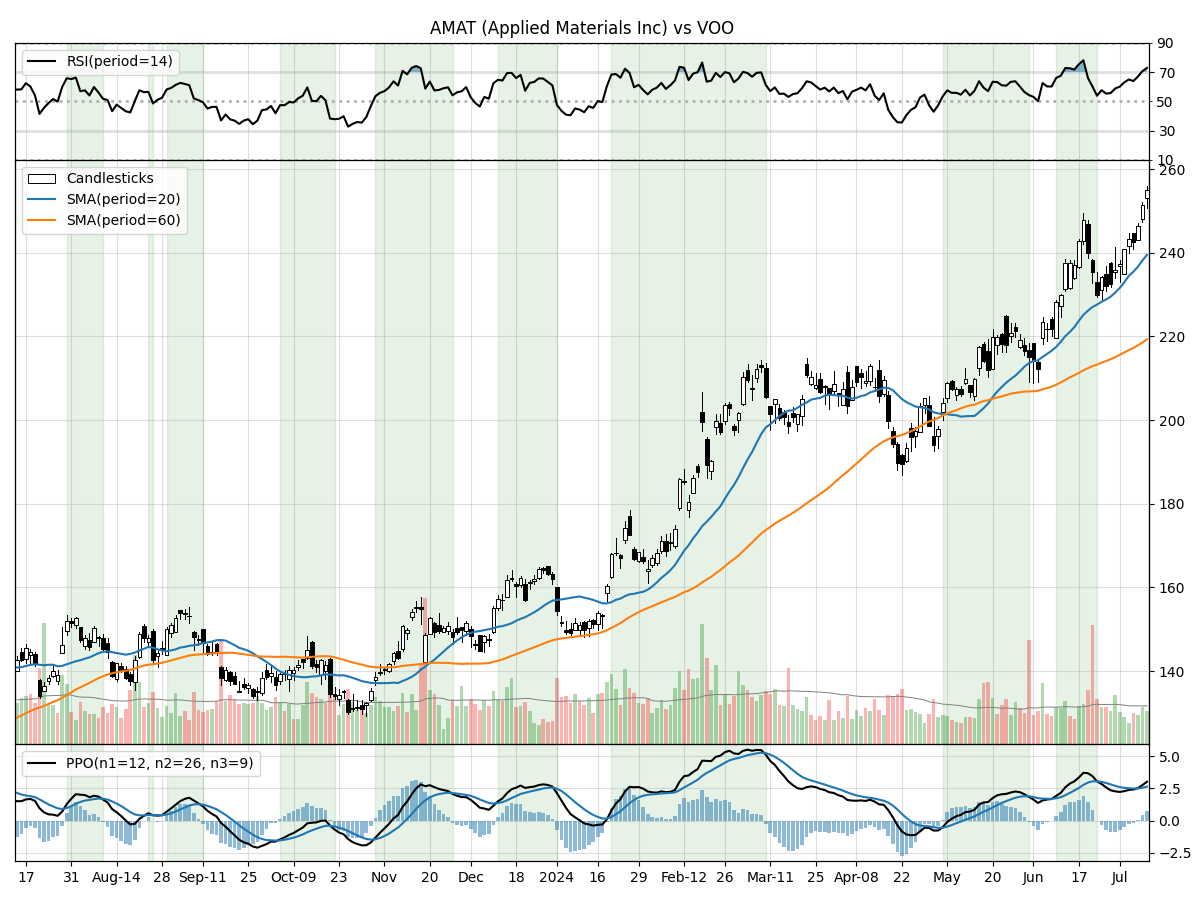 AMAT (Applied Materials Inc) vs VOO
RSI(period=14)
90
70
50
30
10
Candlesticks
SMA(period=20)
SMA(period=60)
260
240
220
200
180
160
140
PPO(n1=12, n2=26, n3=9)
5.0
2.5
0.0
−2.5
17 31 Aug-14 28 Sep-11 25 Oct-09 23 Nov 20 Dec 18 2024 16 29 Feb-12 26 Mar-11 25 Apr-08 22 May 20 Jun 17 Jul